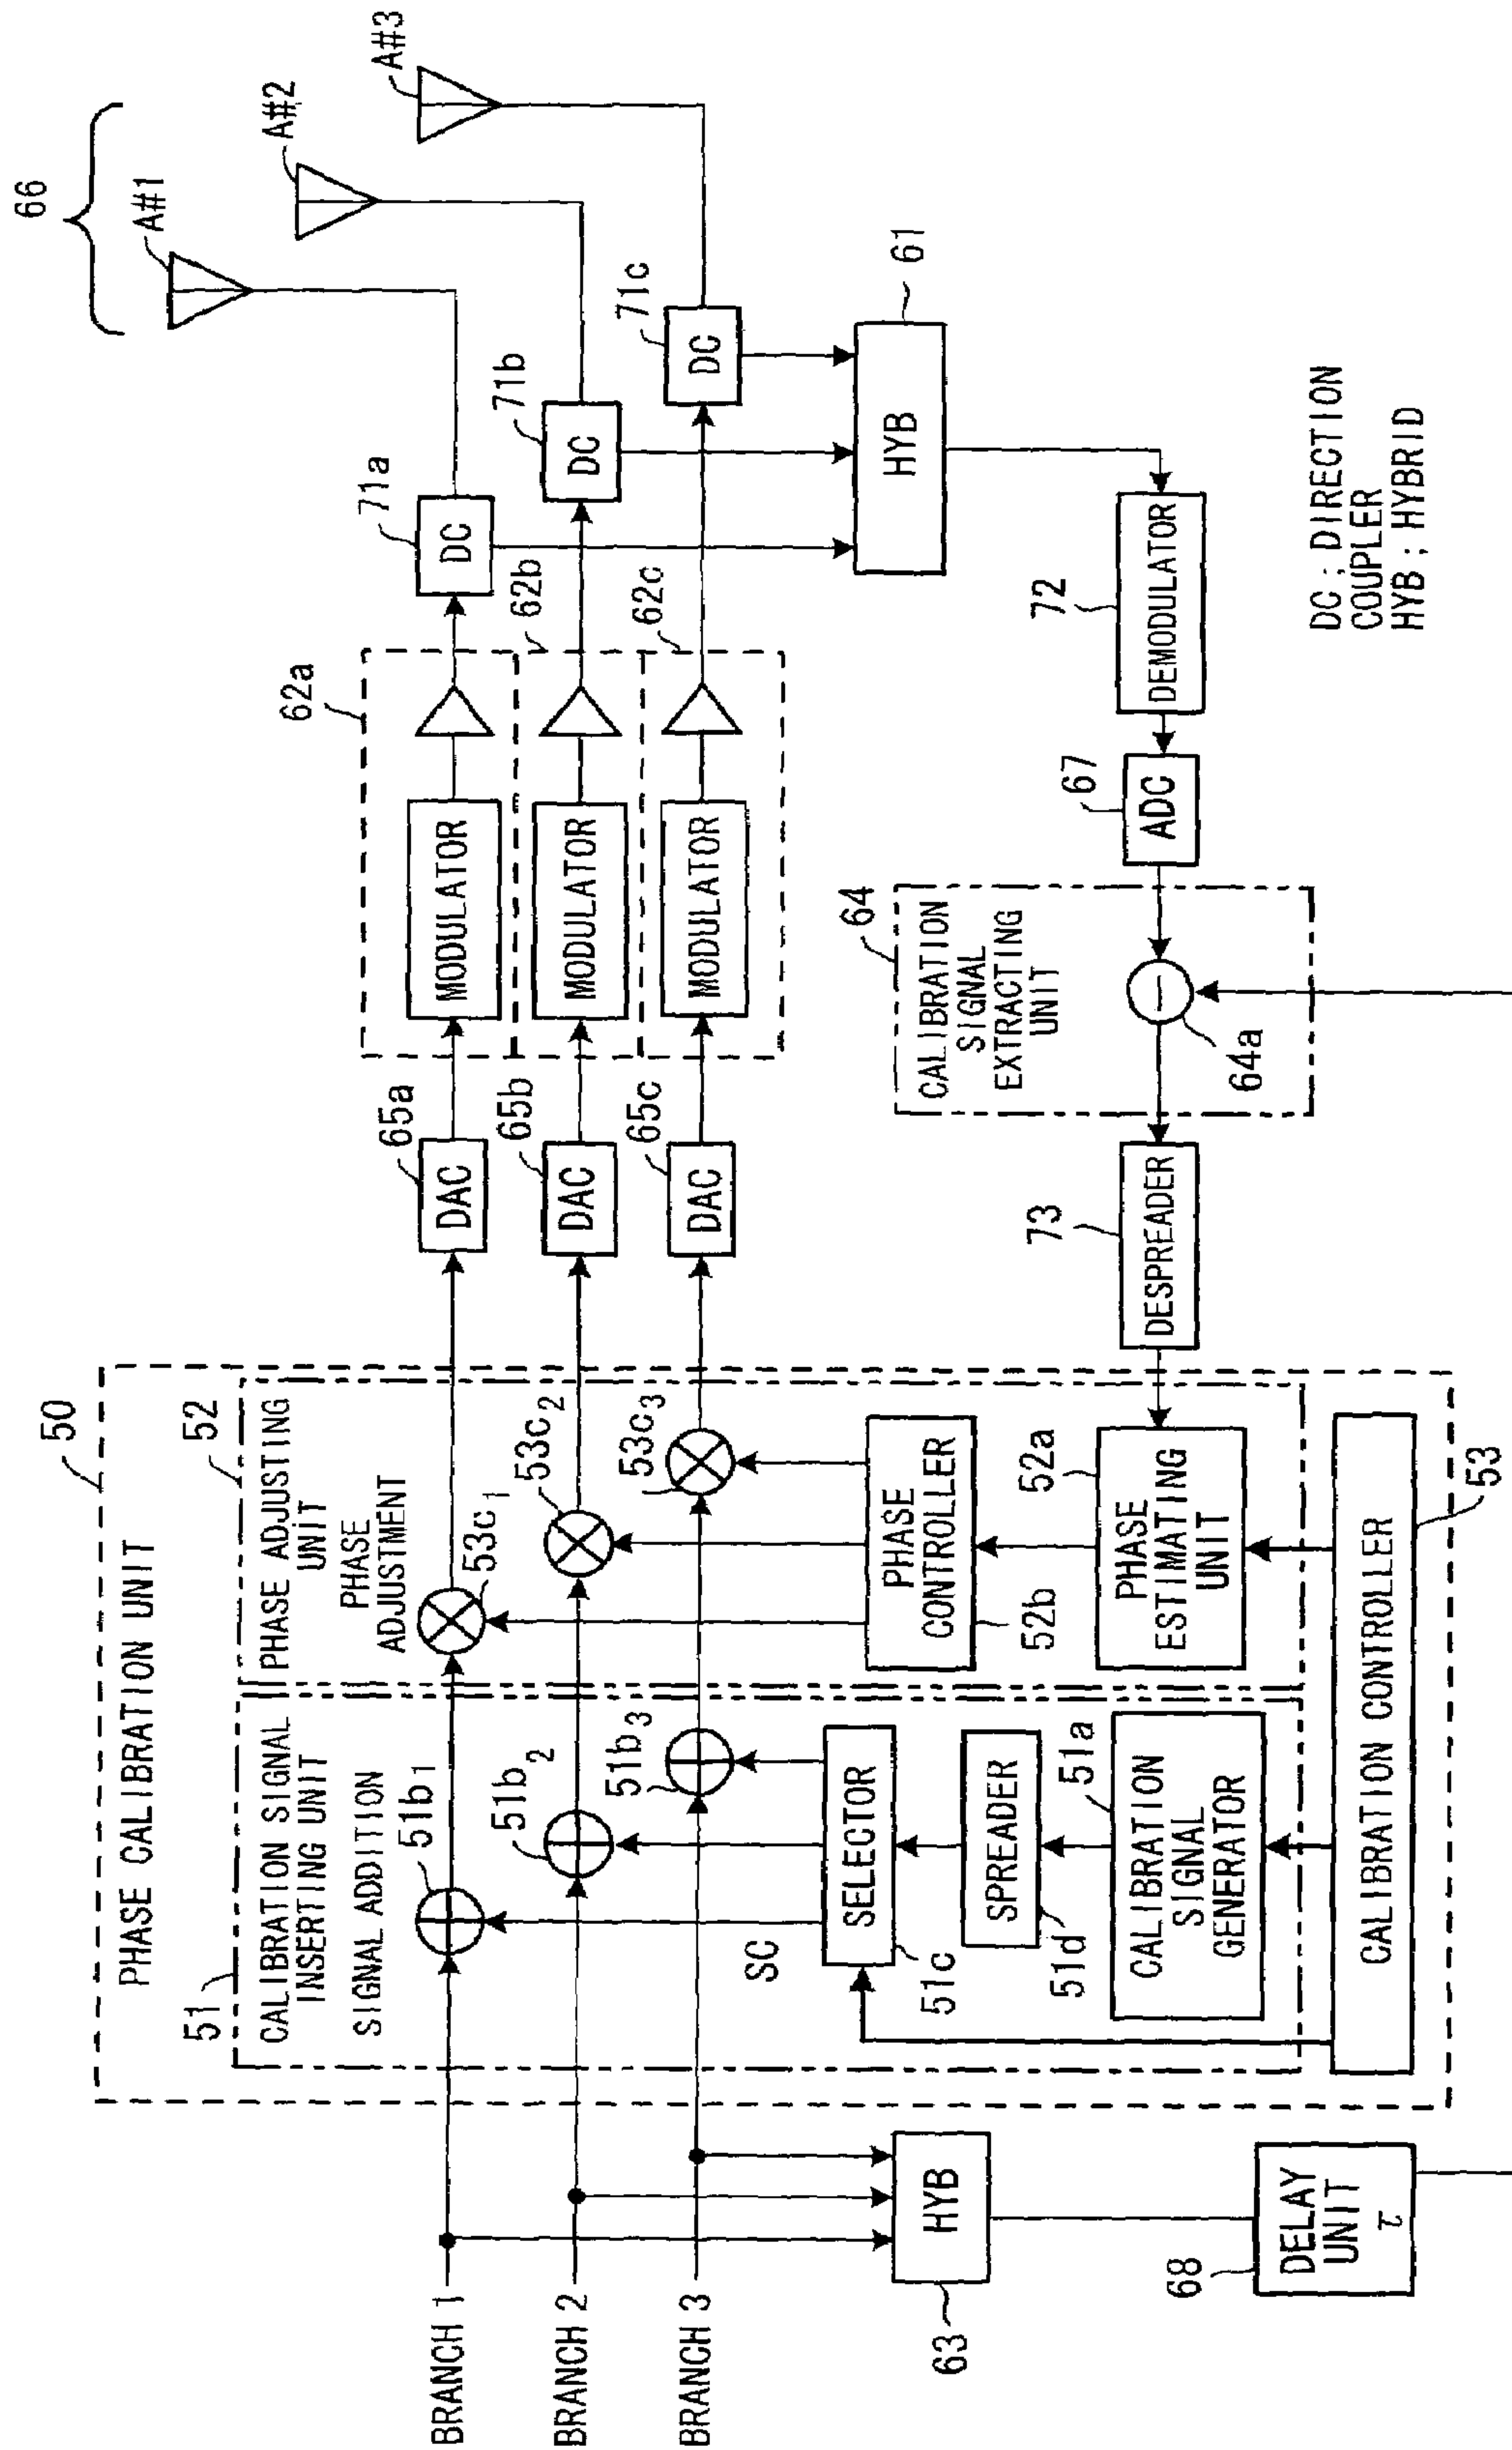 66
A#1
A#2
A#3
50
PHASE CALIBRATION UNIT
51
CALIBRATION SIGNAL
INSERTING UNIT
SIGNAL ADDITION
52
PHASE ADJUSTING
UNIT
PHASE
ADJUSTMENT
BRANCH 1
BRANCH 2
BRANCH 3
51b1
51b2
51b3
53c1
53c2
53c3
65a
DAC
65b
DAC
65c
DAC
62a
MODULATOR
62b
MODULATOR
62c
MODULATOR
71a
DC
71b
DC
71c
DC
61
HYB
SC
SELECTOR
51c
SPREADER
51d
51a
CALIBRATION
SIGNAL
GENERATOR
PHASE
CONTROLLER
52b
52a
PHASE
ESTIMATING
UNIT
CALIBRATION CONTROLLER
53
HYB
63
68
DELAY
UNIT
τ
73
DESPREADER
64
CALIBRATION
SIGNAL
EXTRACTING
UNIT
64a
67
ADC
72
DEMODULATOR
DC ; DIRECTION
COUPLER
HYB ; HYBRID